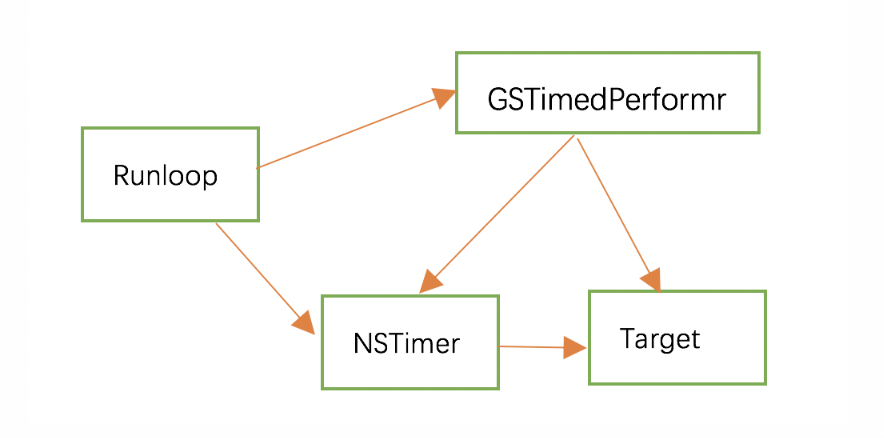 GSTimedPerformr
Runloop
NSTimer
Target